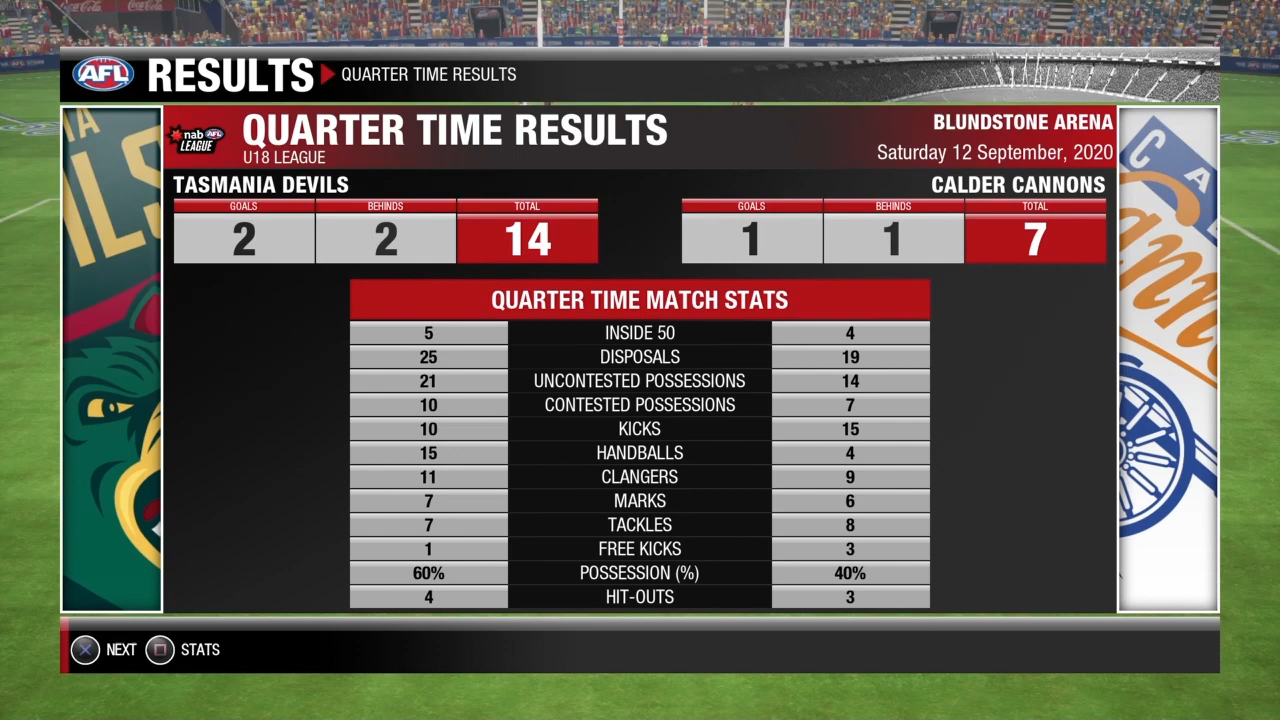 Coca-Cola
Coca-Cola
AFL RESULTS QUARTER TIME RESULTS
nab AFL LEAGUE
QUARTER TIME RESULTS
U18 LEAGUE
BLUNDSTONE ARENA
Saturday 12 September, 2020
TASMANIA DEVILS
CALDER CANNONS
GOALS BEHINDS TOTAL GOALS BEHINDS TOTAL
2 2 14 1 1 7
QUARTER TIME MATCH STATS
5 INSIDE 50 4
25 DISPOSALS 19
21 UNCONTESTED POSSESSIONS 14
10 CONTESTED POSSESSIONS 7
10 KICKS 15
15 HANDBALLS 4
11 CLANGERS 9
7 MARKS 6
7 TACKLES 8
1 FREE KICKS 3
60% POSSESSION (%) 40%
4 HIT-OUTS 3
NEXT STATS